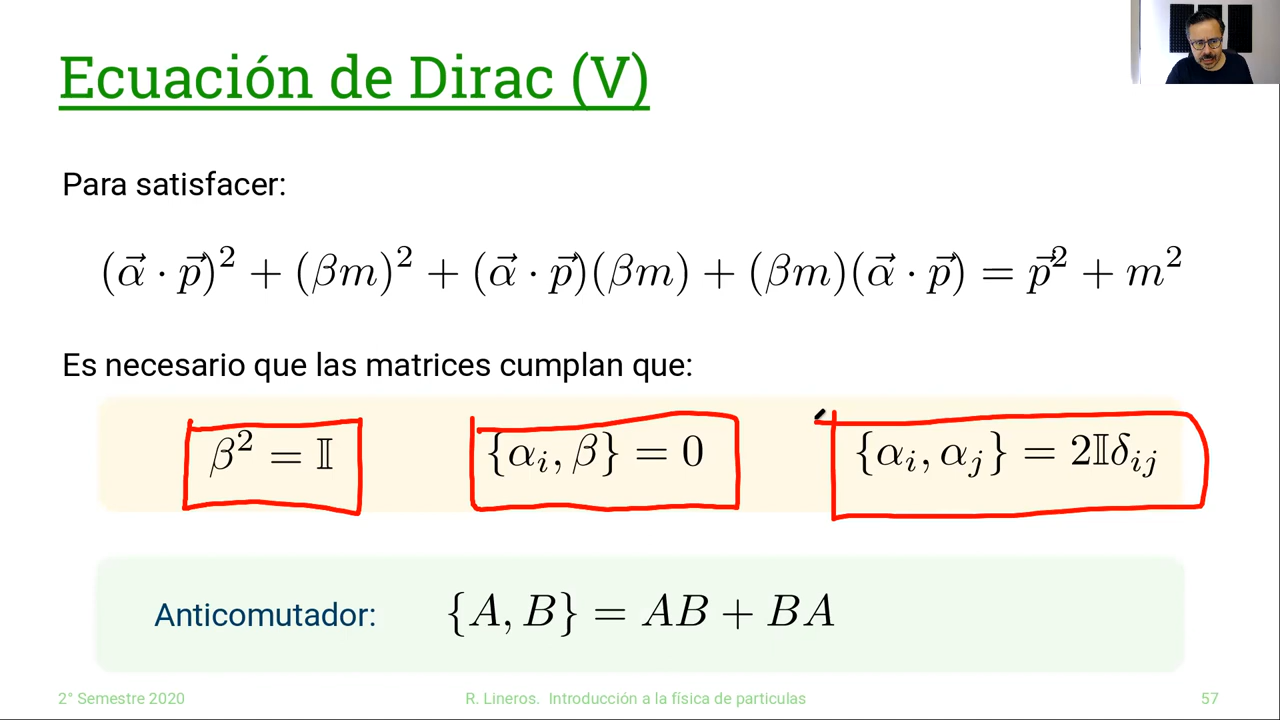 Ecuación de Dirac (V)
Para satisfacer:
(α⃗ · p⃗)² + (βm)² + (α⃗ · p⃗)(βm) + (βm)(α⃗ · p⃗) = p⃗² + m²
Es necesario que las matrices cumplan que:
β² = 𝕀 {αᵢ, β} = 0 {αᵢ, αⱼ} = 2𝕀δᵢⱼ
Anticomutador: {A, B} = AB + BA
2° Semestre 2020 R. Lineros. Introducción a la física de particulas 57